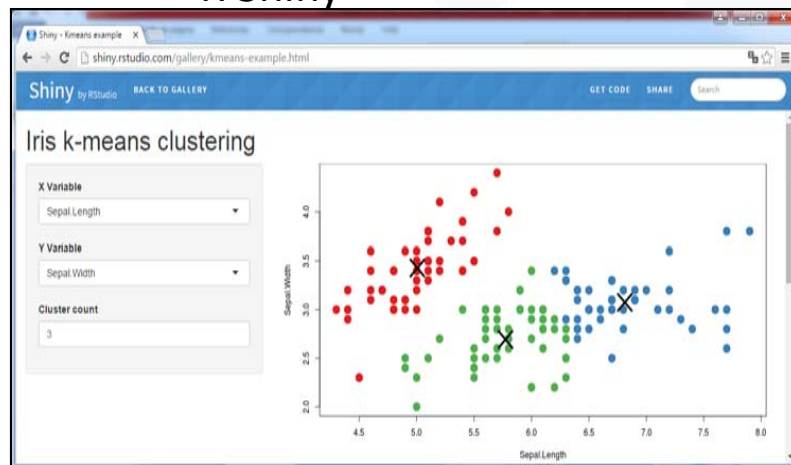 Shiny - Kmeans example
shiny.rstudio.com/gallery/kmeans-example.html
Shiny by RStudio BACK TO GALLERY GET CODE SHARE Search
Iris k-means clustering
X Variable
Sepal.Length
Y Variable
Sepal.Width
Cluster count
3
Sepal.Width
4.0
3.5
3.0
2.5
2.0
4.5 5.0 5.5 6.0 6.5 7.0 7.5 8.0
Sepal.Length